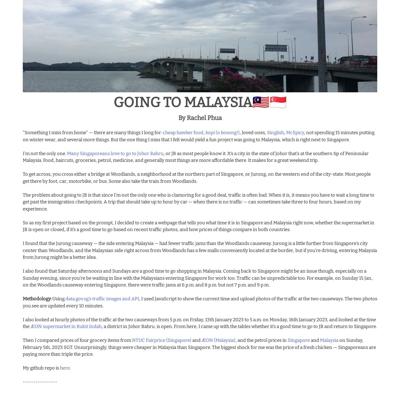 GOING TO MALAYSIA🇲🇾🇸🇬
By Rachel Phua
"Something I miss from home" — there are many things I long for: cheap hawker food, kopi (o kosong!), loved ones, Singlish, Mr Spicy, not spending 15 minutes putting
on winter wear, and several more things. But the one thing I miss that I felt would yield a fun project was going to Malaysia, which is right next to Singapore.
I'm not the only one. Many Singaporeans love to go to Johor Bahru, or JB as most people know it. It's a city in the state of Johor that's at the southern tip of Peninsular
Malaysia. Food, haircuts, groceries, petrol, medicine, and generally most things are more affordable there. It makes for a great weekend trip.
To get across, you cross either a bridge at Woodlands, a neighborhood at the northern part of Singapore, or Jurong, on the western end of the city-state. Most people
get there by foot, car, motorbike, or bus. Some also take the train from Woodlands.
The problem about going to JB is that since I'm not the only one who is clamoring for a good deal, traffic is often bad. When it is, it means you have to wait a long time to
get past the immigration checkpoints. A trip that should take up to hour by car — when there is no traffic — can sometimes take three to four hours, based on my
experience.
So as my first project based on the prompt, I decided to create a webpage that tells you what time it is in Singapore and Malaysia right now, whether the supermarket in
JB is open or closed, if it's a good time to go based on recent traffic photos, and how prices of things compare in both countries.
I found that the Jurong causeway — the side entering Malaysia — had fewer traffic jams than the Woodlands causeway. Jurong is a little further from Singapore's city
center than Woodlands, and the Malaysian side right across from Woodlands has a few malls conveniently located at the border, but if you're driving, entering Malaysia
from Jurong might be a better idea.
I also found that Saturday afternoons and Sundays are a good time to go shopping in Malaysia. Coming back to Singapore might be an issue though, especially on a
Sunday evening, since you're wading in line with the Malaysians entering Singapore for work too. Traffic can be unpredictable too. For example, on Sunday 15 Jan,
on the Woodlands causeway entering Singapore, there were traffic jams at 6 p.m. and 8 p.m. but not 7 p.m. and 9 p.m.
Methodology: Using data.gov.sg's traffic images and API, I used JavaScript to show the current time and upload photos of the traffic at the two causeways. The two photos
you see are updated every 10 minutes.
I also looked at hourly photos of the traffic at the two causeways from 5 p.m. on Friday, 13th January 2023 to 5 a.m. on Monday, 16th January 2023, and looked at the time
the ÆON supermarket in Bukit Indah, a district in Johor Bahru, is open. From here, I came up with the tables whether it's a good time to go to JB and return to Singapore.
Then I compared prices of four grocery items from NTUC Fairprice (Singapore) and ÆON (Malaysia), and the petrol prices in Singapore and Malaysia on Sunday,
February 5th, 2023 SGT. Unsurprisingly, things were cheaper in Malaysia than Singapore. The biggest shock for me was the price of a fresh chicken — Singaporeans are
paying more than triple the price.
My github repo is here.
----------------